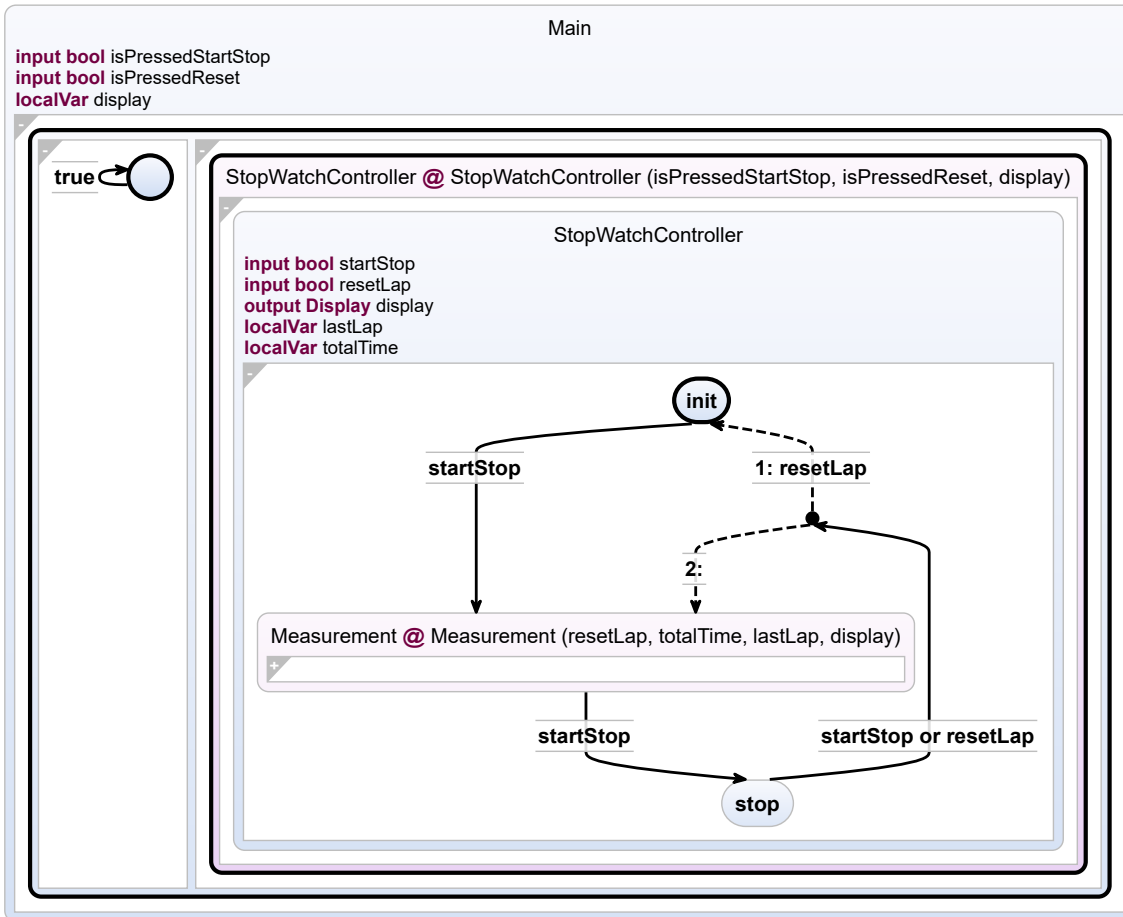 Main
input bool isPressedStartStop
input bool isPressedReset
localVar display
-
-
true
-
StopWatchController @ StopWatchController (isPressedStartStop, isPressedReset, display)
-
StopWatchController
input bool startStop
input bool resetLap
output Display display
localVar lastLap
localVar totalTime
-
init
startStop
1: resetLap
2:
Measurement @ Measurement (resetLap, totalTime, lastLap, display)
+
startStop
startStop or resetLap
stop